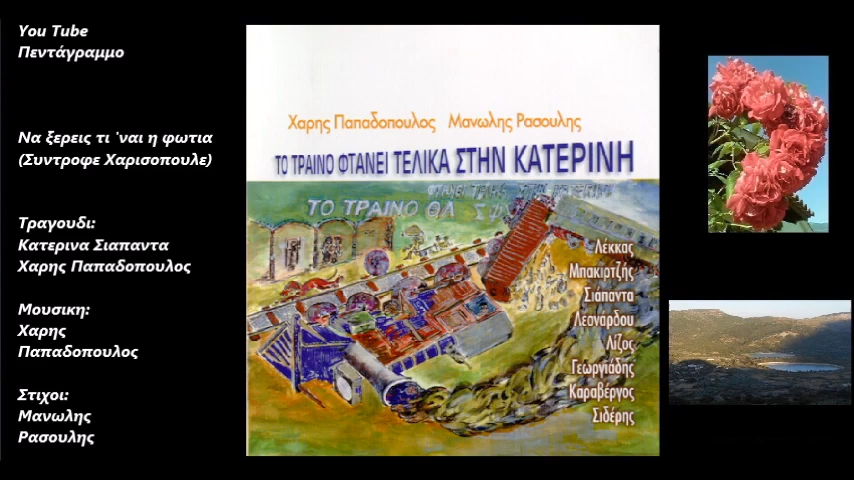 You Tube
Πενтάγραμμο
Να ξερεις τι 'ναι η φωτια
(Συντροφε Χαρισοπουλε)
Τραγουδι:
Κατερινα Σιαπαντα
Χαρης Παπαδοπουλος
Μουσικη:
Χαρης
Παπαδοπουλος
Στιχοι:
Μανωλης
Ρασουλης
Χαρης Παπαδοπουλος Μανωλης Ρασουλης
ΤΟ ΤΡΑΙΝΟ ΦΤΑΝΕΙ ΤΕΛΙΚΑ ΣΤΗΝ ΚΑΤΕΡΙΝΗ
ΤΟ ΤΡΑΙΝΟ ΘΑ
Λέκκας
Μπακιρτζής
Σιάπαντα
Λεονάρδου
Λίζος
Γεωργιάδης
Καραβέργος
Σιδέρης